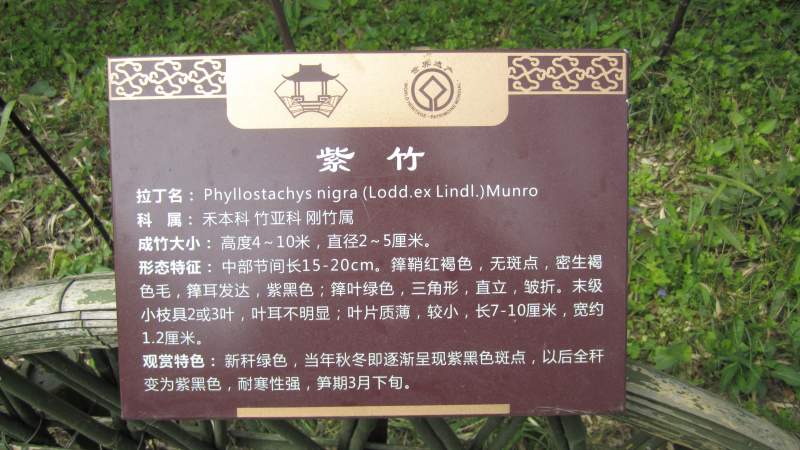 世界遗产
WORLD HERITAGE · PATRIMOINE MONDIAL
紫竹
拉丁名：Phyllostachys nigra (Lodd.ex Lindl.)Munro
科 属：禾本科 竹亚科 刚竹属
成竹大小：高度4～10米，直径2～5厘米。
形态特征：中部节间长15-20cm。箨鞘红褐色，无斑点，密生褐
色毛，箨耳发达，紫黑色；箨叶绿色，三角形，直立，皱折。末级
小枝具2或3叶，叶耳不明显；叶片质薄，较小，长7-10厘米，宽约
1.2厘米。
观赏特色：新秆绿色，当年秋冬即逐渐呈现紫黑色斑点，以后全秆
变为紫黑色，耐寒性强，笋期3月下旬。